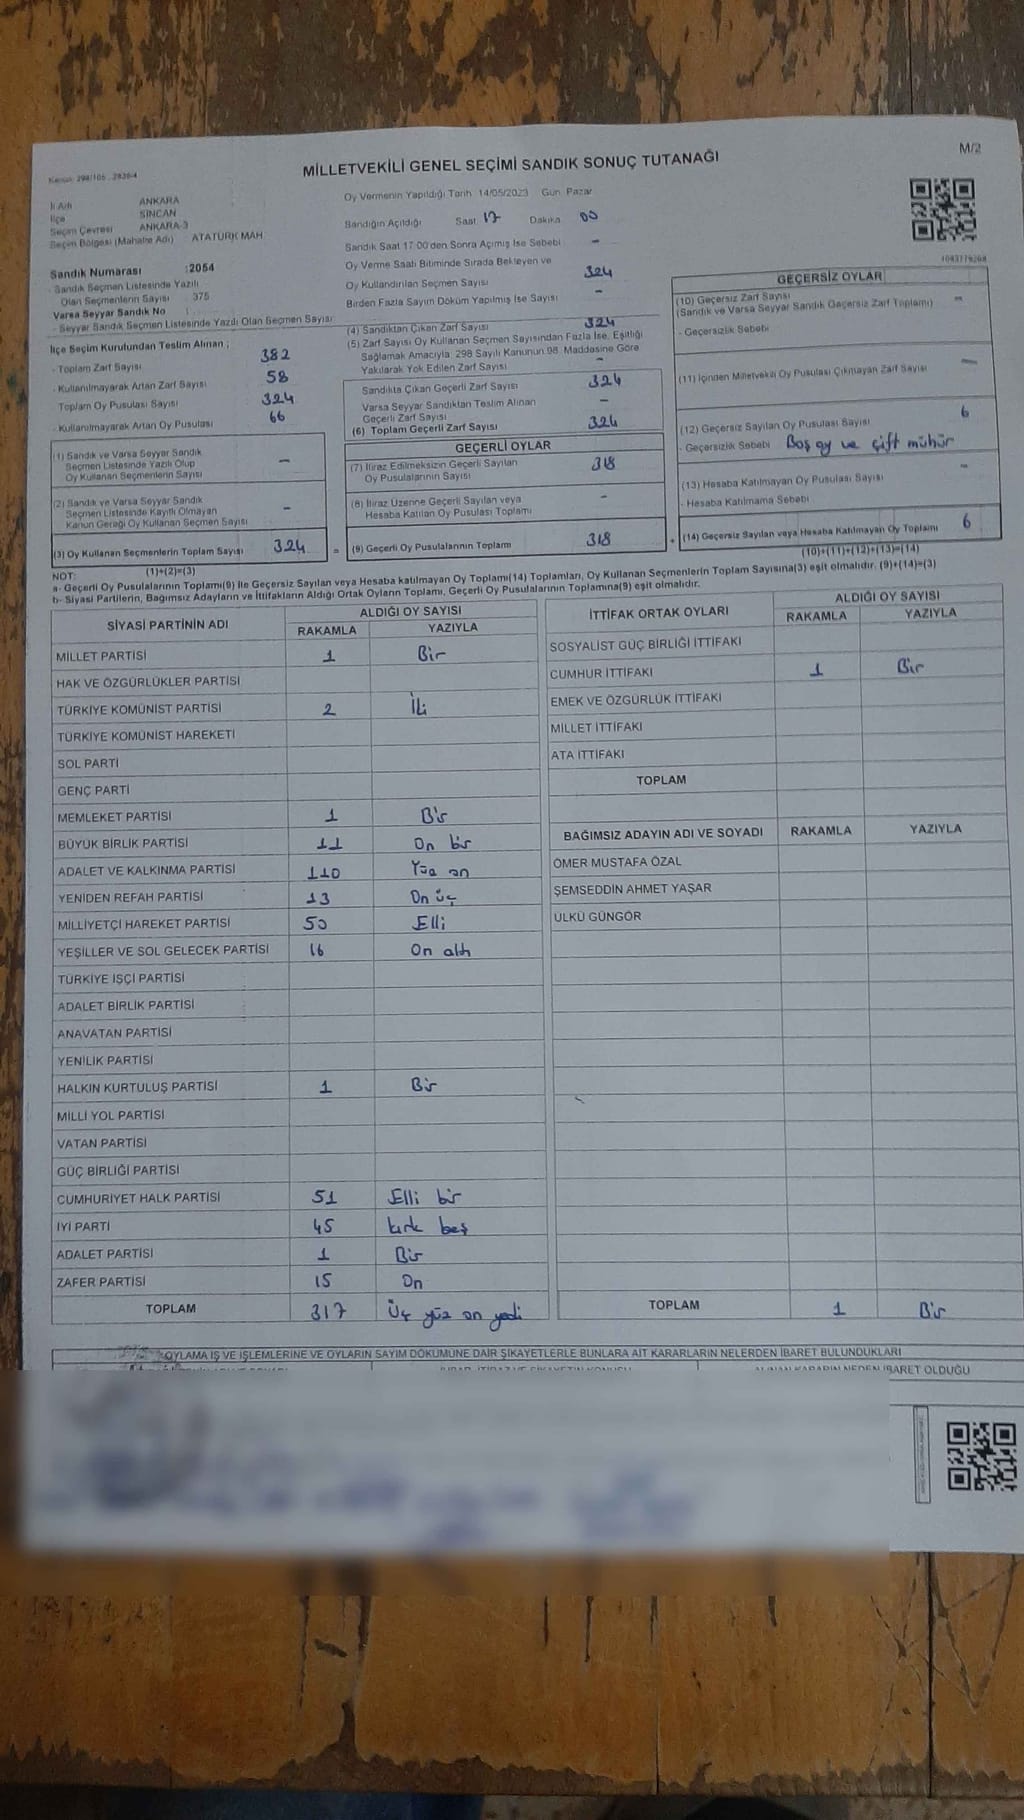 MİLLETVEKİLİ GENEL SEÇİMİ SANDIK SONUÇ TUTANAĞI
M/2
İl Adı ANKARA
İlçe SİNCAN
Seçim Çevresi ANKARA-3
Seçim Bölgesi (Mahalle Adı) ATATÜRK MAH
Oy Vermenin Yapıldığı Tarih 14/05/2023 Gün Pazar
Sandığın Açıldığı Saat 17 Dakika 00
Sandık Saat 17:00'den Sonra Açmış İse Sebebi -
Oy Verme Saati Bitiminde Sırada Bekleyen ve
Oy Kullandırılan Seçmen Sayısı 324
Birden Fazla Sayım Döküm Yapılmış İse Sayısı -
Sandık Numarası :2054
- Sandık Seçmen Listesinde Yazılı
Olan Seçmenlerin Sayısı 375
Varsa Seyyar Sandık No :
- Seyyar Sandık Seçmen Listesinde Yazılı Olan Seçmen Sayısı
İlçe Seçim Kurulundan Teslim Alınan ;
- Toplam Zarf Sayısı 382
- Kullanılmayarak Artan Zarf Sayısı 58
Toplam Oy Pusulası Sayısı 324
- Kullanılmayarak Artan Oy Pusulası 66
(1) Sandık ve Varsa Seyyar Sandık
Seçmen Listesinde Yazılı Olup
Oy Kullanan Seçmenlerin Sayısı -
(2) Sandık ve Varsa Seyyar Sandık
Seçmen Listesinde Kayıtlı Olmayan
Kanun Gereği Oy Kullanan Seçmen Sayısı -
(3) Oy Kullanan Seçmenlerin Toplam Sayısı 324
(1)+(2)=(3)
(4) Sandıktan Çıkan Zarf Sayısı 324
(5) Zarf Sayısı Oy Kullanan Seçmen Sayısından Fazla İse, Eşitliği
Sağlamak Amacıyla 298 Sayılı Kanunun 98. Maddesine Göre
Yakılarak Yok Edilen Zarf Sayısı -
Sandıkta Çıkan Geçerli Zarf Sayısı 324
Varsa Seyyar Sandıktan Teslim Alınan
Geçerli Zarf Sayısı -
(6) Toplam Geçerli Zarf Sayısı 324
GEÇERLİ OYLAR
(7) İtiraz Edilmeksizin Geçerli Sayılan
Oy Pusulalarının Sayısı 318
(8) İtiraz Üzerine Geçerli Sayılan veya
Hesaba Katılan Oy Pusulası Toplamı -
= (9) Geçerli Oy Pusulalarının Toplamı 318
GEÇERSİZ OYLAR
(10) Geçersiz Zarf Sayısı -
(Sandık ve Varsa Seyyar Sandık Geçersiz Zarf Toplamı)
- Geçersizlik Sebebi
(11) İçinden Milletvekili Oy Pusulası Çıkmayan Zarf Sayısı -
(12) Geçersiz Sayılan Oy Pusulası Sayısı 6
- Geçersizlik Sebebi Boş oy ve çift mühür
(13) Hesaba Katılmayan Oy Pusulası Sayısı -
- Hesaba Katılmama Sebebi
+ (14) Geçersiz Sayılan veya Hesaba Katılmayan Oy Toplamı 6
(10)+(11)+(12)+(13)=(14)
NOT:
a- Geçerli Oy Pusulalarının Toplamı(9) İle Geçersiz Sayılan veya Hesaba katılmayan Oy Toplamı(14) Toplamları, Oy Kullanan Seçmenlerin Toplam Sayısına(3) eşit olmalıdır. (9)+(14)=(3)
b- Siyasi Partilerin, Bağımsız Adayların ve İttifakların Aldığı Ortak Oyların Toplamı, Geçerli Oy Pusulalarının Toplamına(9) eşit olmalıdır.
SİYASİ PARTİNİN ADI ALDIĞI OY SAYISI
RAKAMLA YAZIYLA
MİLLET PARTİSİ 1 Bir
HAK VE ÖZGÜRLÜKLER PARTİSİ
TÜRKİYE KOMÜNİST PARTİSİ 2 İki
TÜRKİYE KOMÜNİST HAREKETİ
SOL PARTİ
GENÇ PARTİ
MEMLEKET PARTİSİ 1 Bir
BÜYÜK BİRLİK PARTİSİ 11 On bir
ADALET VE KALKINMA PARTİSİ 110 Yüz on
YENİDEN REFAH PARTİSİ 13 On üç
MİLLİYETÇİ HAREKET PARTİSİ 50 Elli
YEŞİLLER VE SOL GELECEK PARTİSİ 16 On altı
TÜRKİYE İŞÇİ PARTİSİ
ADALET BİRLİK PARTİSİ
ANAVATAN PARTİSİ
YENİLİK PARTİSİ
HALKIN KURTULUŞ PARTİSİ 1 Bir
MİLLİ YOL PARTİSİ
VATAN PARTİSİ
GÜÇ BİRLİĞİ PARTİSİ
CUMHURİYET HALK PARTİSİ 51 Elli bir
İYİ PARTİ 45 kırk beş
ADALET PARTİSİ 1 Bir
ZAFER PARTİSİ 15 On
TOPLAM 317 Üç yüz on yedi
İTTİFAK ORTAK OYLARI ALDIĞI OY SAYISI
RAKAMLA YAZIYLA
SOSYALİST GÜÇ BİRLİĞİ İTTİFAKI
CUMHUR İTTİFAKI 1 Bir
EMEK VE ÖZGÜRLÜK İTTİFAKI
MİLLET İTTİFAKI
ATA İTTİFAKI
TOPLAM
BAĞIMSIZ ADAYIN ADI VE SOYADI RAKAMLA YAZIYLA
ÖMER MUSTAFA ÖZAL
ŞEMSEDDİN AHMET YAŞAR
ÜLKÜ GÜNGÖR
TOPLAM 1 Bir
OYLAMA İŞ VE İŞLEMLERİNE VE OYLARIN SAYIM DÖKÜMÜNE DAİR ŞİKAYETLERLE BUNLARA AİT KARARLARIN NELERDEN İBARET BULUNDUKLARI
ALINAN KARARIN NEDEN İBARET OLDUĞU